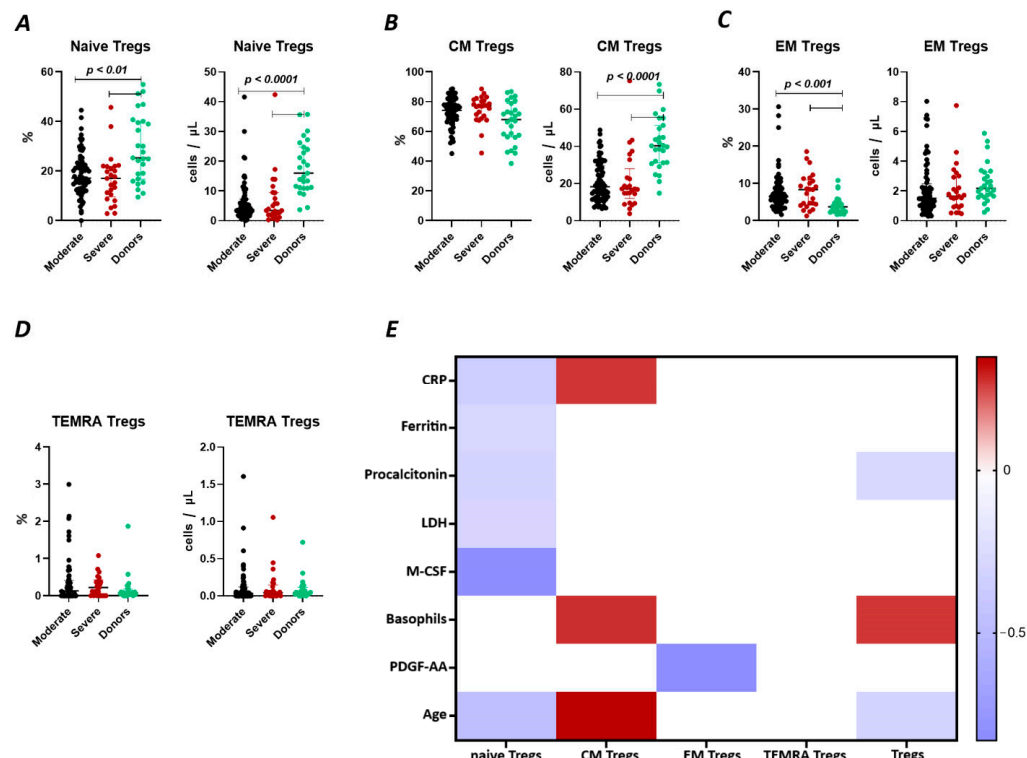 A
Naive Tregs
p < 0.01
60
40
20
0
%
Moderate
Severe
Donors
Naive Tregs
p < 0.0001
50
40
30
20
10
0
cells / µL
Moderate
Severe
Donors
B
CM Tregs
100
80
60
40
20
0
%
Moderate
Severe
Donors
CM Tregs
p < 0.0001
80
60
40
20
0
cells / µL
Moderate
Severe
Donors
C
EM Tregs
p < 0.001
40
30
20
10
0
%
Moderate
Severe
Donors
EM Tregs
10
8
6
4
2
0
cells / µL
Moderate
Severe
Donors
D
TEMRA Tregs
4
3
2
1
0
%
Moderate
Severe
Donors
TEMRA Tregs
2.0
1.5
1.0
0.5
0.0
cells / µL
Moderate
Severe
Donors
E
CRP
Ferritin
Procalcitonin
LDH
M-CSF
Basophils
PDGF-AA
Age
naive Tregs
CM Tregs
EM Tregs
TEMRA Tregs
Tregs
0
−0.5